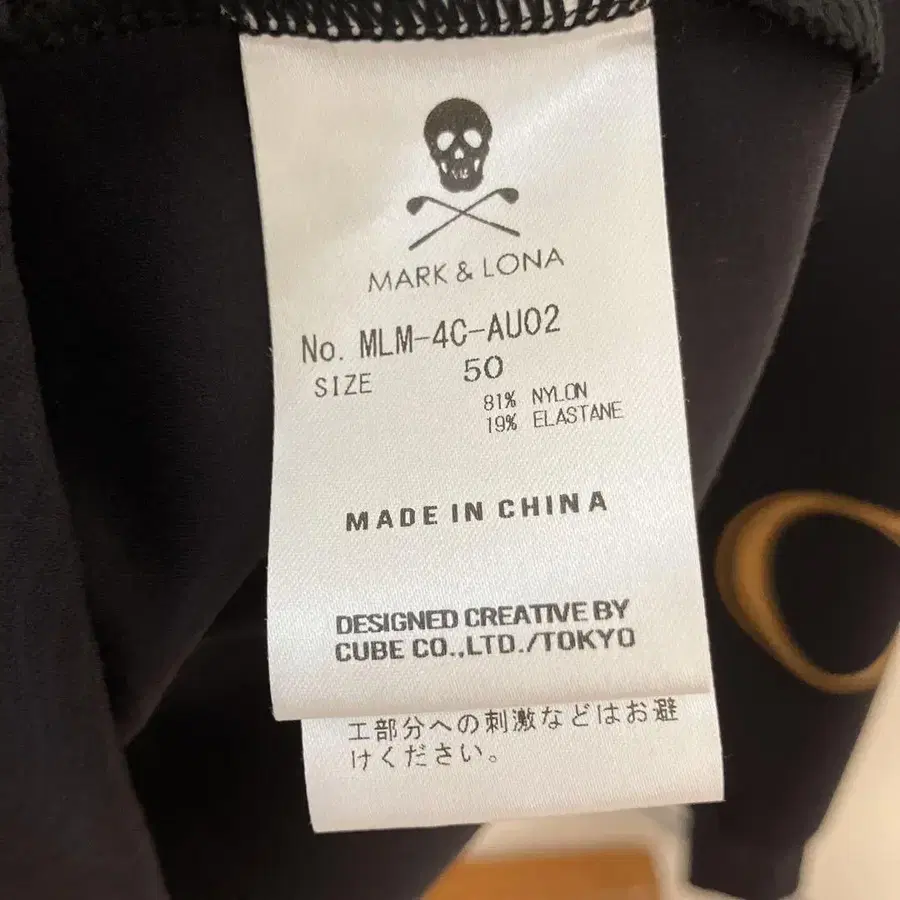 MARK & LONA
No. MLM-4C-AU02
SIZE 50
81% NYLON
19% ELASTANE
MADE IN CHINA
DESIGNED CREATIVE BY
CUBE CO.,LTD./TOKYO
工部分への刺激などはお避
けください。